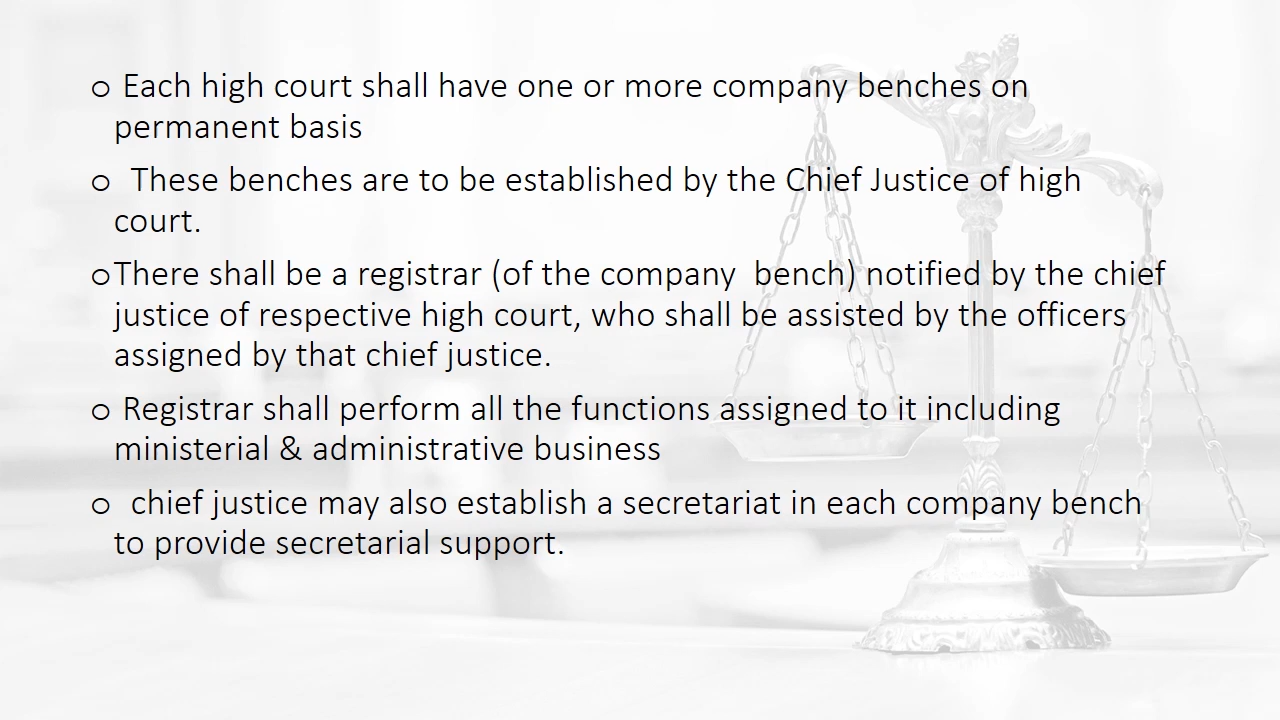 o Each high court shall have one or more company benches on
permanent basis
o These benches are to be established by the Chief Justice of high
court.
o There shall be a registrar (of the company  bench) notified by the chief
justice of respective high court, who shall be assisted by the officers
assigned by that chief justice.
o Registrar shall perform all the functions assigned to it including
ministerial & administrative business
o chief justice may also establish a secretariat in each company bench
to provide secretarial support.